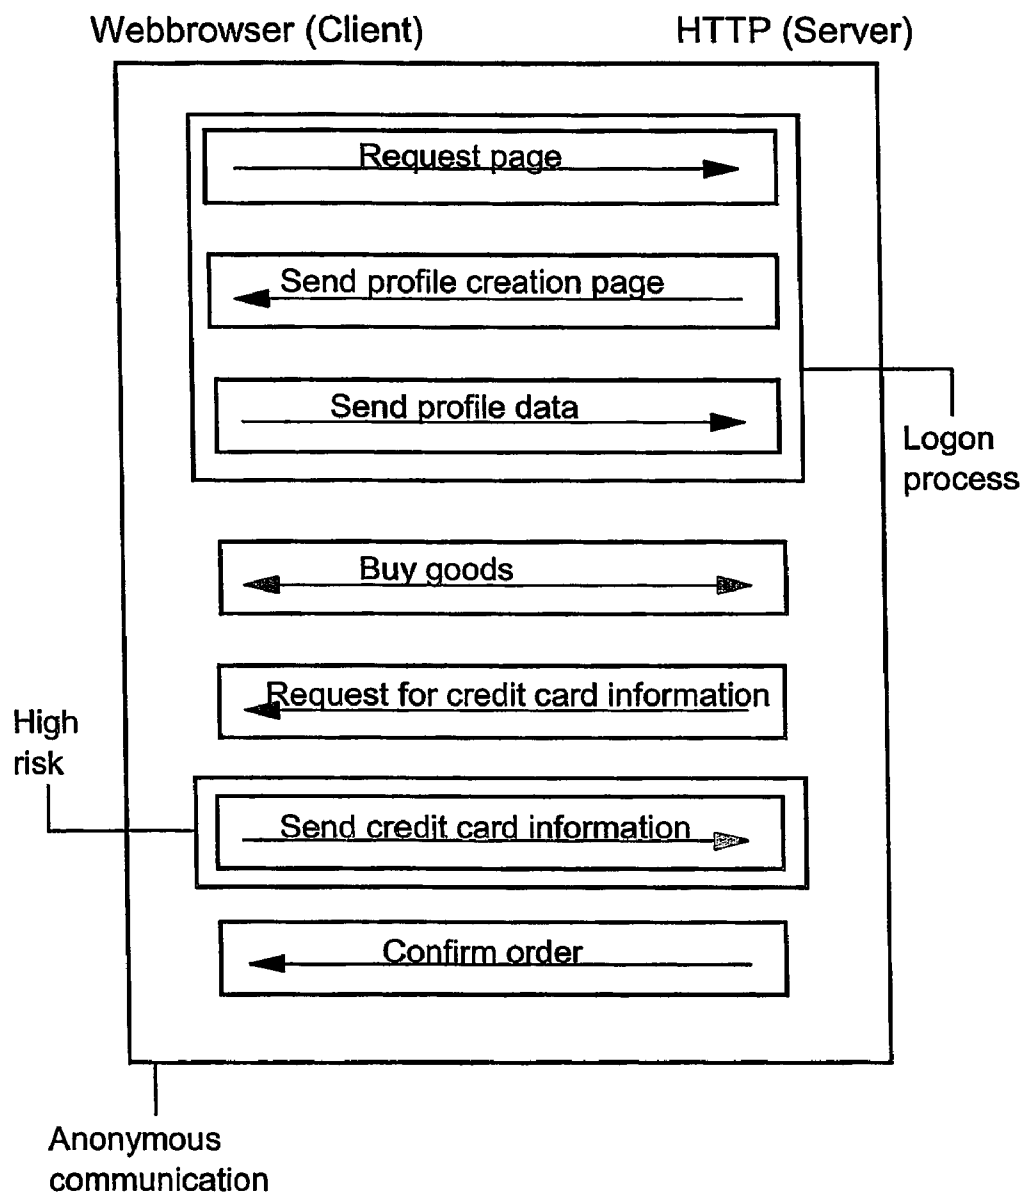 Webbrowser (Client)
HTTP (Server)
Request page
Send profile creation page
Send profile data
Logon
process
Buy goods
Request for credit card information
High
risk
Send credit card information
Confirm order
Anonymous
communication